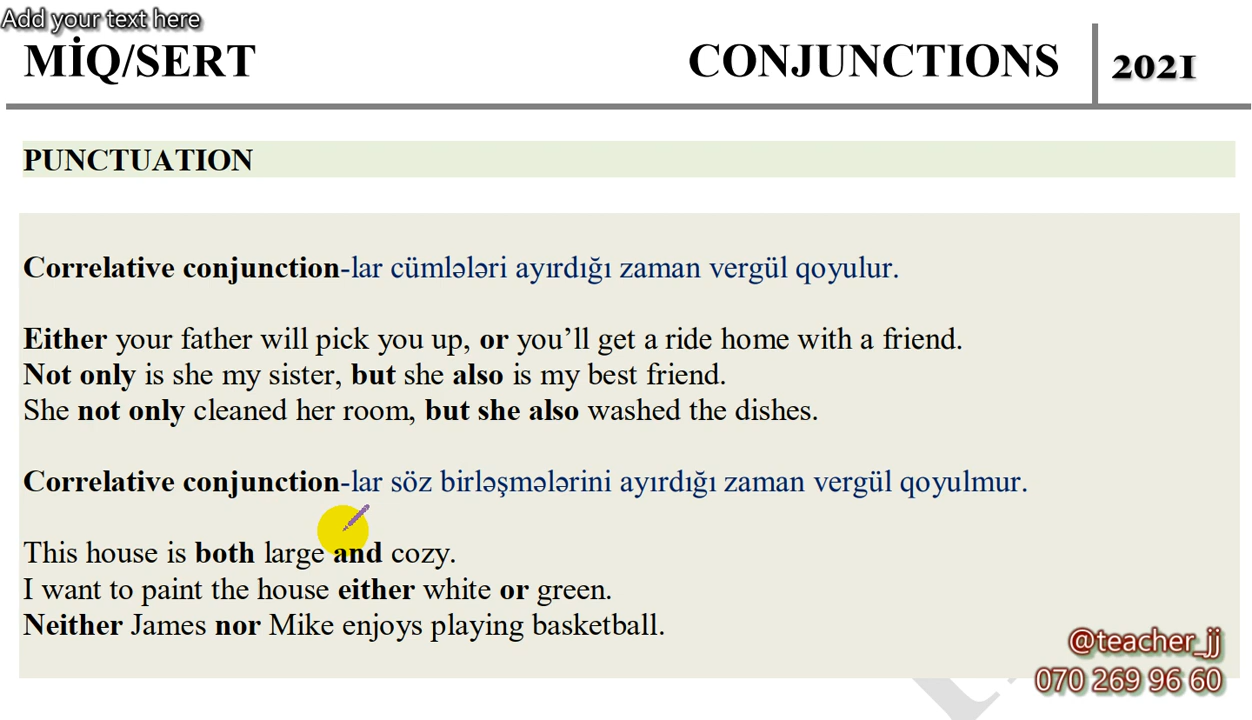 Add your text here
MİQ/SERT CONJUNCTIONS 2021
PUNCTUATION
Correlative conjunction-lar cümlələri ayırdığı zaman vergül qoyulur.
Either your father will pick you up, or you’ll get a ride home with a friend.
Not only is she my sister, but she also is my best friend.
She not only cleaned her room, but she also washed the dishes.
Correlative conjunction-lar söz birləşmələrini ayırdığı zaman vergül qoyulmur.
This house is both large and cozy.
I want to paint the house either white or green.
Neither James nor Mike enjoys playing basketball.
@teacher_jj
070 269 96 60